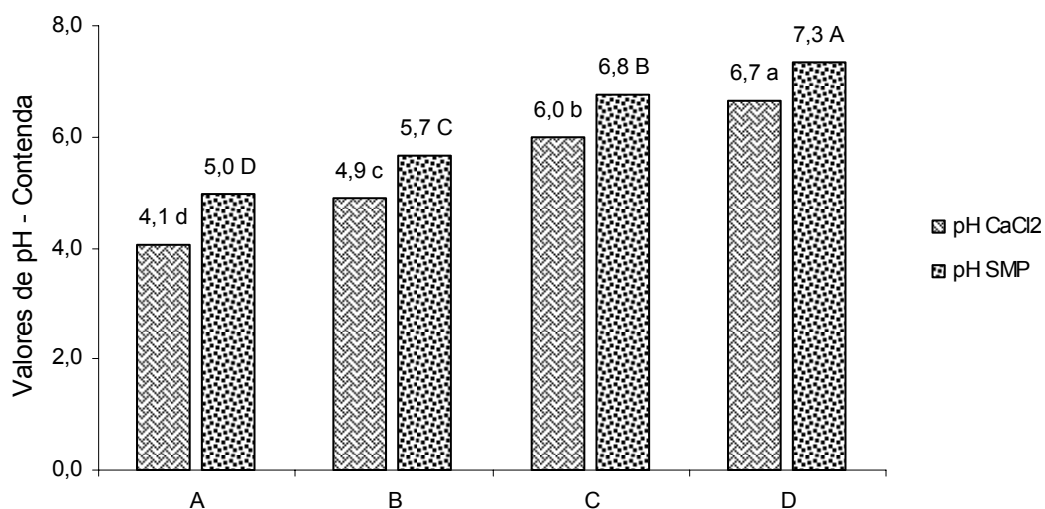 Valores de pH - Contenda
8,0
6,0
4,0
2,0
0,0
4,1 d
5,0 D
4,9 c
5,7 C
6,0 b
6,8 B
6,7 a
7,3 A
A
B
C
D
pH CaCl2
pH SMP